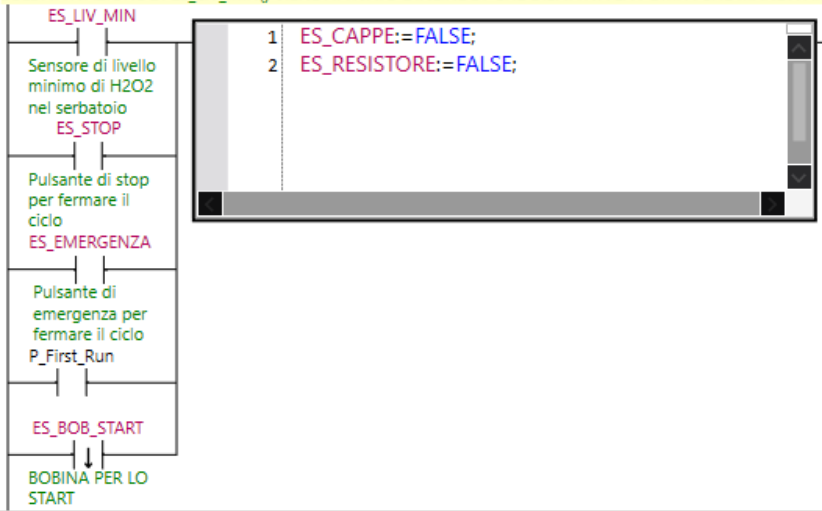 ES_LIV_MIN
Sensore di livello
minimo di H2O2
nel serbatoio
ES_STOP
Pulsante di stop
per fermare il
ciclo
ES_EMERGENZA
Pulsante di
emergenza per
fermare il ciclo
P_First_Run
ES_BOB_START
BOBINA PER LO
START
1 ES_CAPPE:=FALSE;
2 ES_RESISTORE:=FALSE;